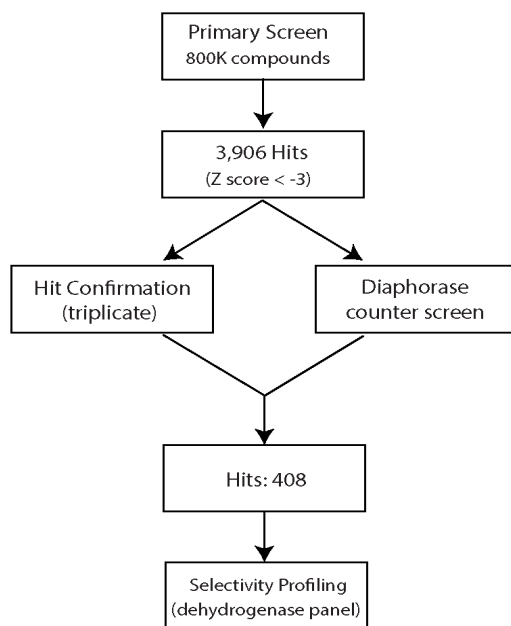 Primary Screen
800K compounds
3,906 Hits
(Z score < -3)
Hit Confirmation
(triplicate)
Diaphorase
counter screen
Hits: 408
Selectivity Profiling
(dehydrogenase panel)